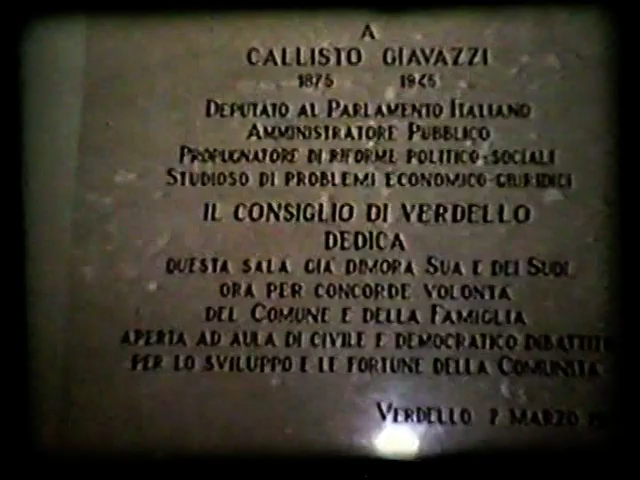 A
CALLISTO GIAVAZZI
1875 1945
DEPUTATO AL PARLAMENTO ITALIANO
AMMINISTRATORE PUBBLICO
PROPUGNATORE DI RIFORME POLITICO-SOCIALI
STUDIOSO DI PROBLEMI ECONOMICO-GIURIDICI
IL CONSIGLIO DI VERDELLO
DEDICA
QUESTA SALA GIÀ DIMORA SUA E DEI SUOI
ORA PER CONCORDE VOLONTÀ
DEL COMUNE E DELLA FAMIGLIA
APERTA AD AULA DI CIVILE E DEMOCRATICO DIBATTITO
PER LO SVILUPPO E LE FORTUNE DELLA COMUNITÀ
VERDELLO 7 MARZO